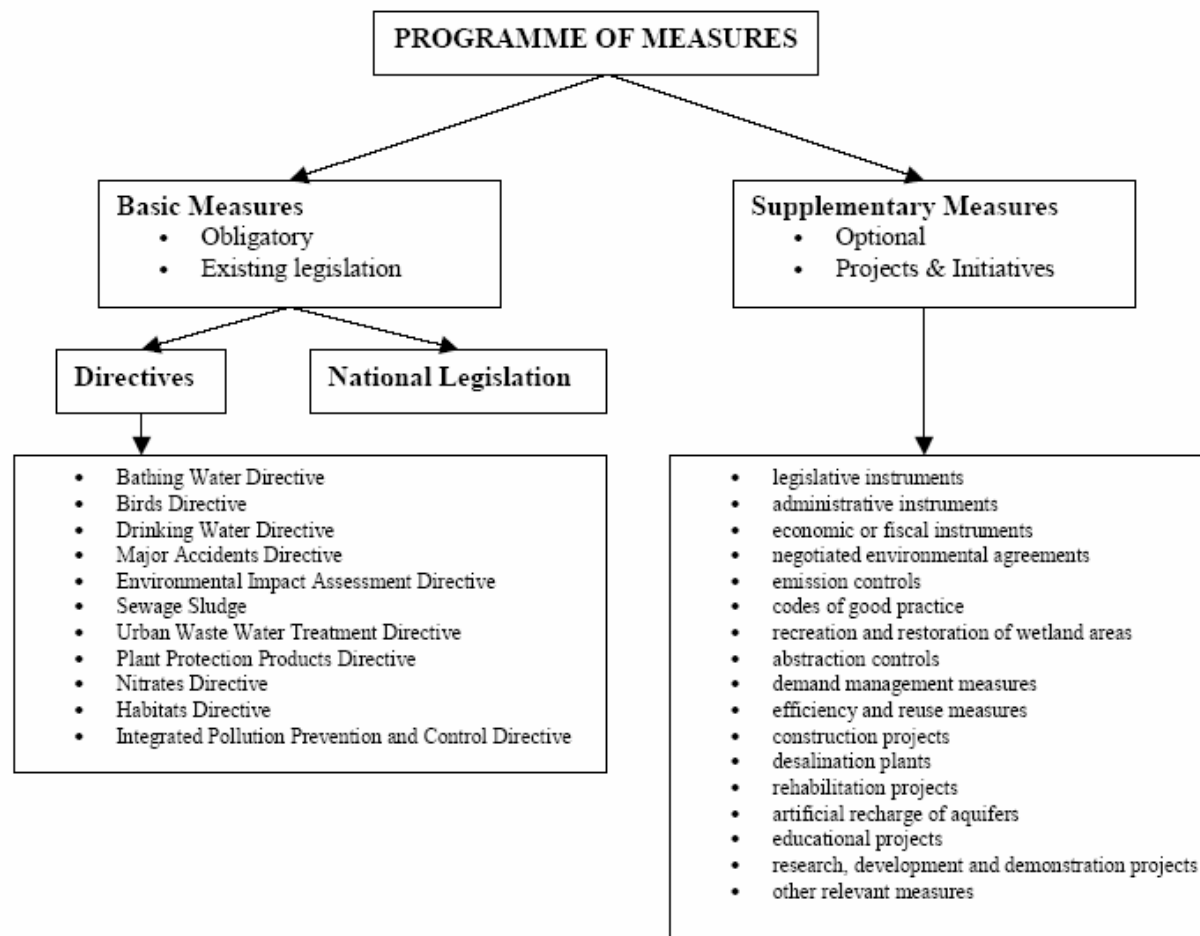 PROGRAMME OF MEASURES
Basic Measures
• Obligatory
• Existing legislation
Supplementary Measures
• Optional
• Projects & Initiatives
Directives
National Legislation
• Bathing Water Directive
• Birds Directive
• Drinking Water Directive
• Major Accidents Directive
• Environmental Impact Assessment Directive
• Sewage Sludge
• Urban Waste Water Treatment Directive
• Plant Protection Products Directive
• Nitrates Directive
• Habitats Directive
• Integrated Pollution Prevention and Control Directive
• legislative instruments
• administrative instruments
• economic or fiscal instruments
• negotiated environmental agreements
• emission controls
• codes of good practice
• recreation and restoration of wetland areas
• abstraction controls
• demand management measures
• efficiency and reuse measures
• construction projects
• desalination plants
• rehabilitation projects
• artificial recharge of aquifers
• educational projects
• research, development and demonstration projects
• other relevant measures